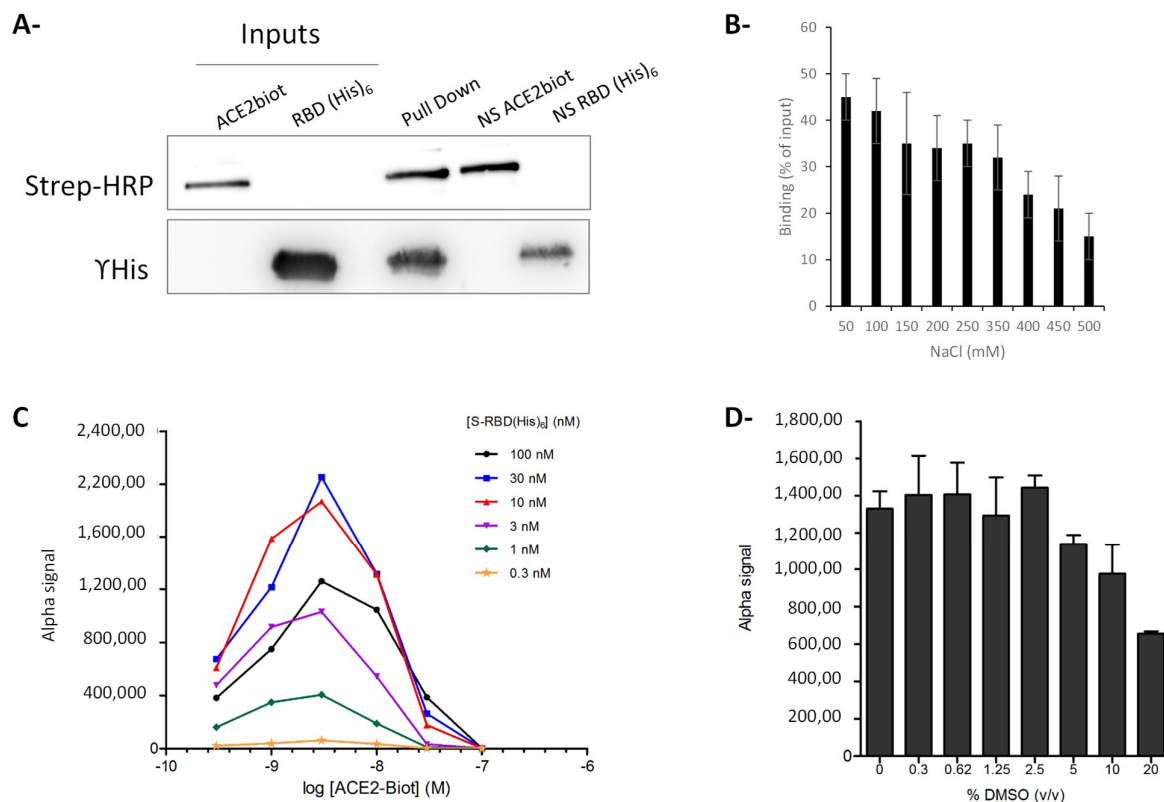 A-
Inputs
ACE2biot
RBD (His)6
Pull Down
NS ACE2biot
NS RBD (His)6
Strep-HRP
ϒHis
B-
Binding (% of input)
60
50
40
30
20
10
0
50 100 150 200 250 350 400 450 500
NaCl (mM)
C
Alpha signal
2,400,00
2,200,00
1,600,00
1,200,00
800,000
400,000
0
-10 -9 -8 -7 -6
log [ACE2-Biot] (M)
[S-RBD(His)6] (nM)
100 nM
30 nM
10 nM
3 nM
1 nM
0.3 nM
D-
Alpha signal
1,800,00
1,600,00
1,400,00
1,200,00
1,000,00
800,00
600,00
400,00
200,00
0
0 0.3 0.62 1.25 2.5 5 10 20
% DMSO (v/v)